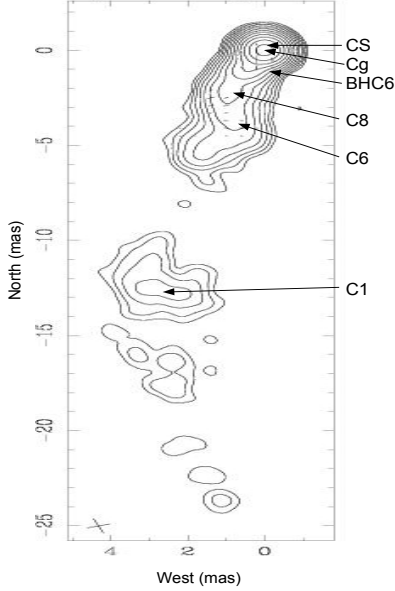 0
CS
Cg
BHC6
C8
-5
C6
North (mas)
-10
C1
-15
-20
-25
4 2 0
West (mas)